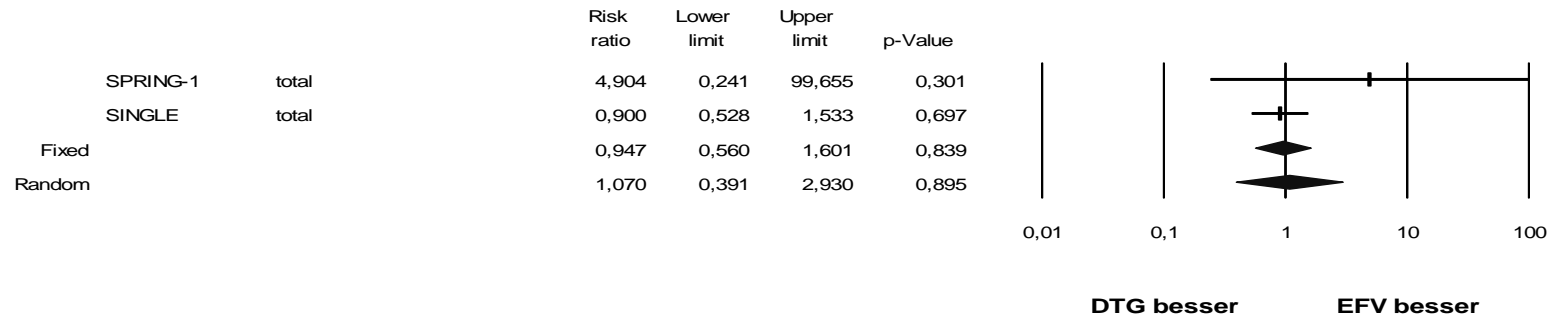 Risk Lower Upper
ratio limit limit p-Value
SPRING-1 total 4,904 0,241 99,655 0,301
SINGLE total 0,900 0,528 1,533 0,697
Fixed 0,947 0,560 1,601 0,839
Random 1,070 0,391 2,930 0,895
0,01 0,1 1 10 100
DTG besser EFV besser